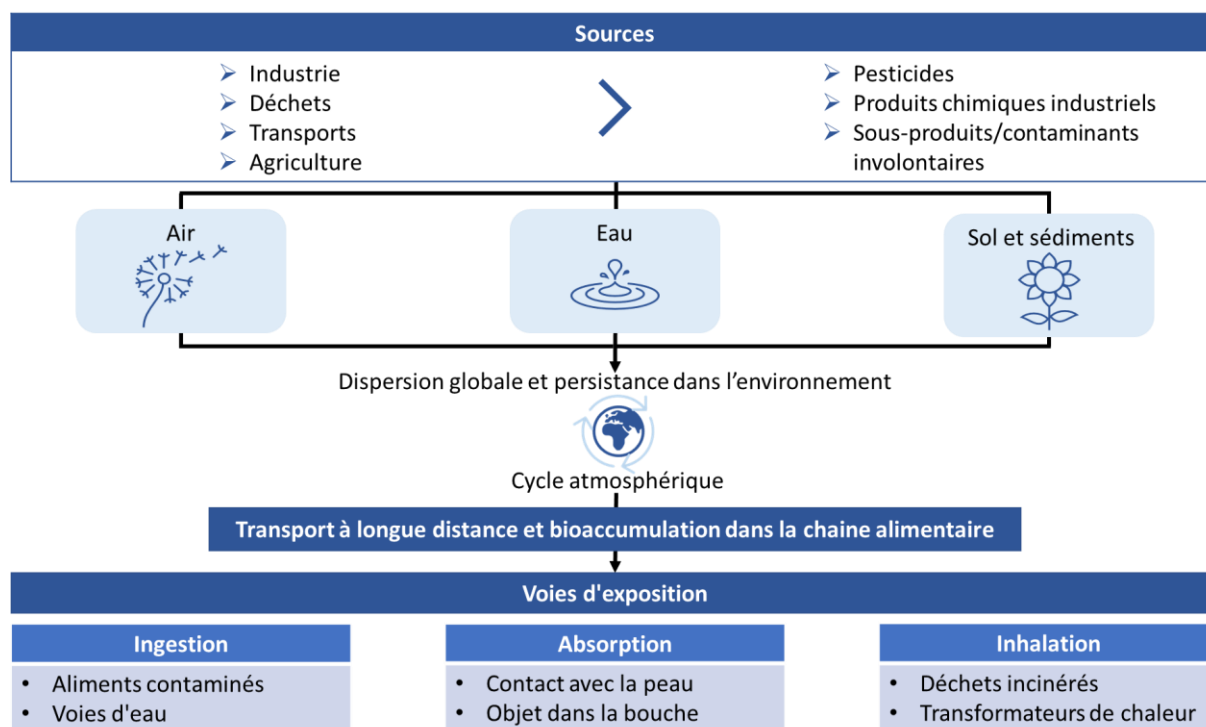 Sources
Industrie
Déchets
Transports
Agriculture
Pesticides
Produits chimiques industriels
Sous-produits/contaminants
involontaires
Air
Eau
Sol et sédiments
Dispersion globale et persistance dans l'environnement
Cycle atmosphérique
Transport à longue distance et bioaccumulation dans la chaine alimentaire
Voies d'exposition
Ingestion
Aliments contaminés
Voies d'eau
Absorption
Contact avec la peau
Objet dans la bouche
Inhalation
Déchets incinérés
Transformateurs de chaleur